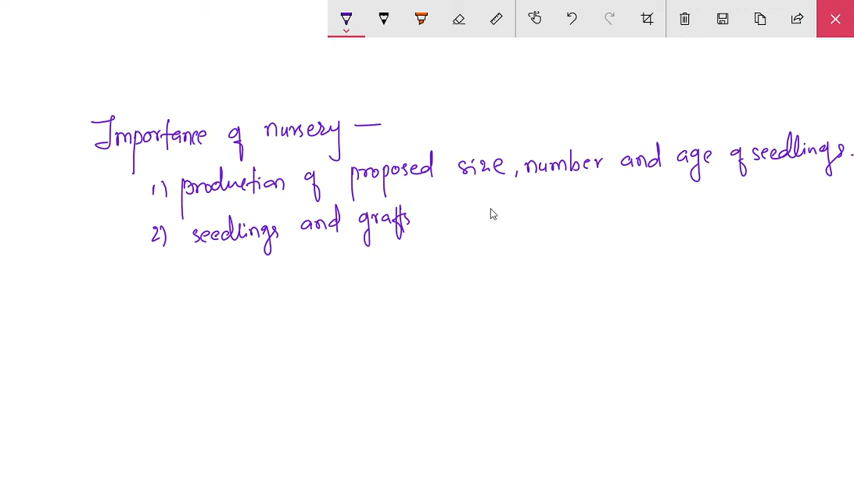 Importance of nursery —
1) production of proposed size, number and age of seedlings.
2) seedlings and grafts